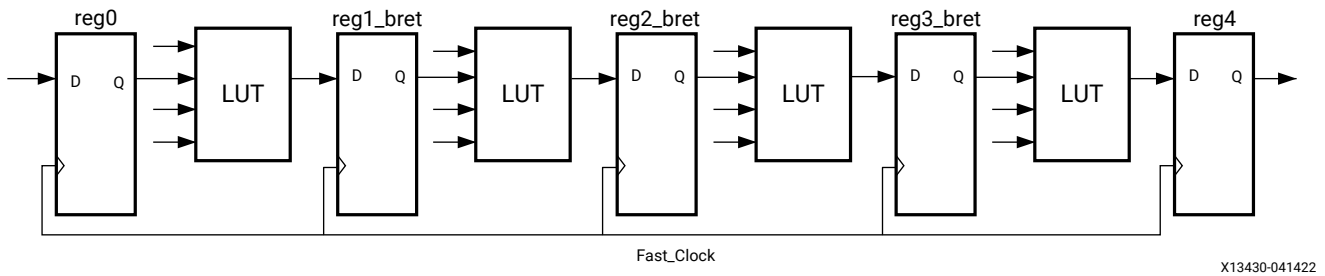 reg0
reg1_bret
reg2_bret
reg3_bret
reg4
D Q
LUT
D Q
LUT
D Q
LUT
D Q
LUT
D Q
Fast_Clock
X13430-041422